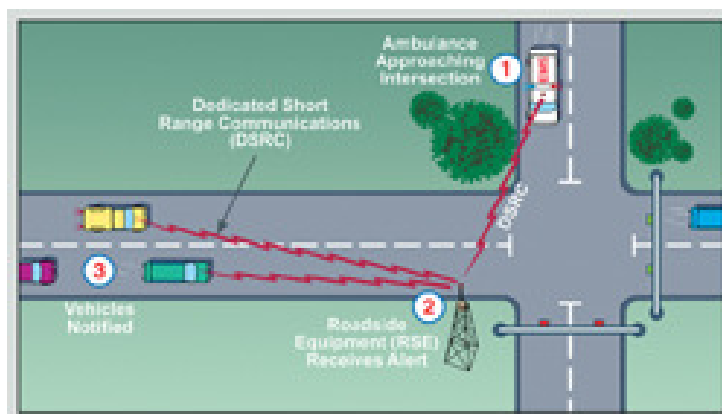 Ambulance
Approaching
Intersection
1
Dedicated Short
Range Communications
(DSRC)
DSRC
3
Vehicles
Notified
2
Roadside
Equipment (RSE)
Receives Alert